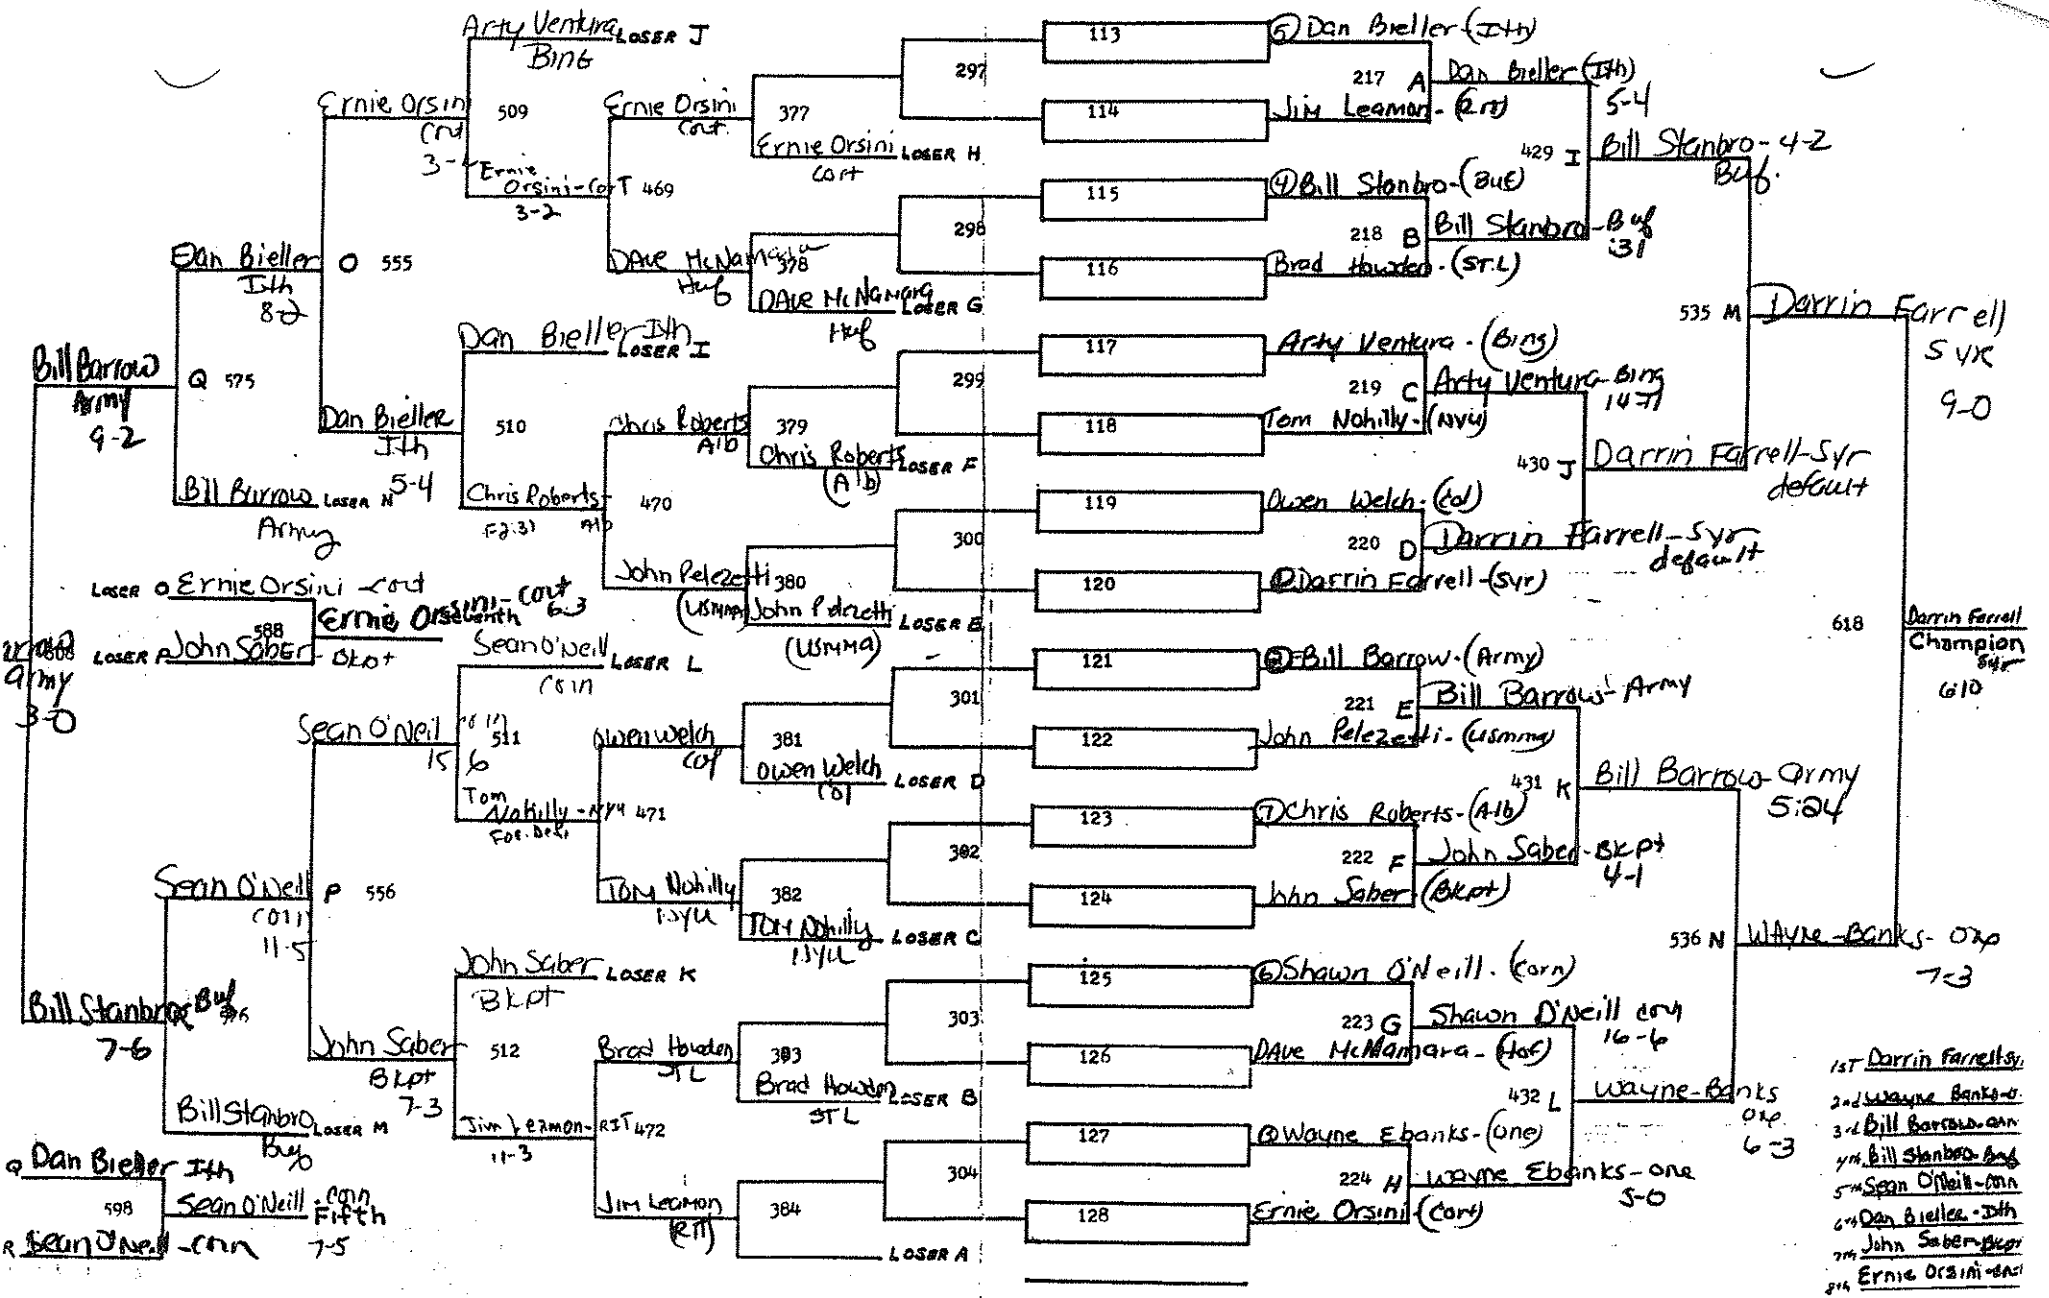 Arty Ventura LOSER J
Bing
Ernie Orsini
Cort
3-2
509
Ernie
Orsini-Cort
3-2
Ernie Orsini
Cort.
469
377
Ernie Orsini LOSER H
Cort
Dave McNamara
Huf
378
Dave McNamara LOSER G
Huf
Dan Bieller
Ith
8-2
O 555
Bill Barrow
Army
9-2
Q 575
Dan Bieller Ith
LOSER I
Dan Bieller
Ith
5-4
510
Chris Roberts-
Alb
F2:31
Chris Roberts
Alb
470
379
Chris Roberts LOSER F
(Alb)
John Pelezetti
(USMMA)
380
John Pelezetti LOSER E
(USMMA)
Bill Barrow LOSER N
Army
LOSER O Ernie Orsini - Cort
588
Ernie Orssini-Cort
Seventh 6-3
LOSER P John Saber - Bkpt
Army
3-0
Sean O'Neill LOSER L
Corn
Sean O'Neil
15 6
511
Tom
Nohilly-NYU
For. Def.
Owen Welch
Col
471
381
Owen Welch LOSER D
Col
Tom Nohilly
NYU
382
Tom Nohilly LOSER C
NYU
Sean O'Neill
Corn
11-5
P 556
Bill Stanbro Buf
7-6
John Saber LOSER K
Bkpt
John Saber
Bkpt
7-3
512
Jim Leamon-RIT
11-3
Brad Howden
STL
472
383
Brad Howden LOSER B
STL
Jim Leamon
(RIT)
384
LOSER A
Bill Stanbro LOSER M
Buf
Q Dan Bieller Ith
598
Sean O'Neill - Corn
Fifth
7-5
R Sean O'Neill - Corn
297
298
299
300
301
302
303
304
113
114
115
116
117
118
119
120
121
122
123
124
125
126
127
128
(5) Dan Bieller-(Ith)
217 A
Jim Leamon-(RIT)
(4) Bill Stanbro-(Buf)
218 B
Brad Howden-(ST.L)
Arty Ventura-(Bing)
219 C
Tom Nohilly-(NYU)
Owen Welch-(Col)
220 D
Darrin Farrell-(Syr)
(2) Bill Barrow-(Army)
221 E
John Pelezetti-(USMMA)
(7) Chris Roberts-(Alb)
222 F
John Saber-(Bkpt)
(6) Shawn O'Neill-(Corn)
223 G
Dave McNamara-(Hof)
Wayne Ebanks-(One)
224 H
Ernie Orsini-(Cort)
Dan Bieller (Ith)
5-4
429 I
Bill Stanbro-Buf
:31
Arty Ventura-Bing
430 J
Darrin Farrell-Syr
default
Bill Barrow-Army
431 K
John Saber-Bkpt
4-1
Shawn O'Neill Corn
16-6
432 L
Wayne Ebanks-One
5-0
Bill Stanbro-4-2
Buf.
535 M
Darrin Farrell-Syr
default
Bill Barrow-Army
5:24
536 N
Wayne-Banks
One
6-3
Darrin Farrell
Syr
9-0
618
Wayne-Banks-One
7-3
Darrin Farrell
Champion
Syr
6:10
1st Darrin Farrell-Sy.
2nd Wayne Banks-O.
3rd Bill Barrow-Arm
4th Bill Stanbro-Buf
5th Sean O'Neill-Corn
6th Dan Bieller-Ith
7th John Saber-Bkpt
8th Ernie Orsini-